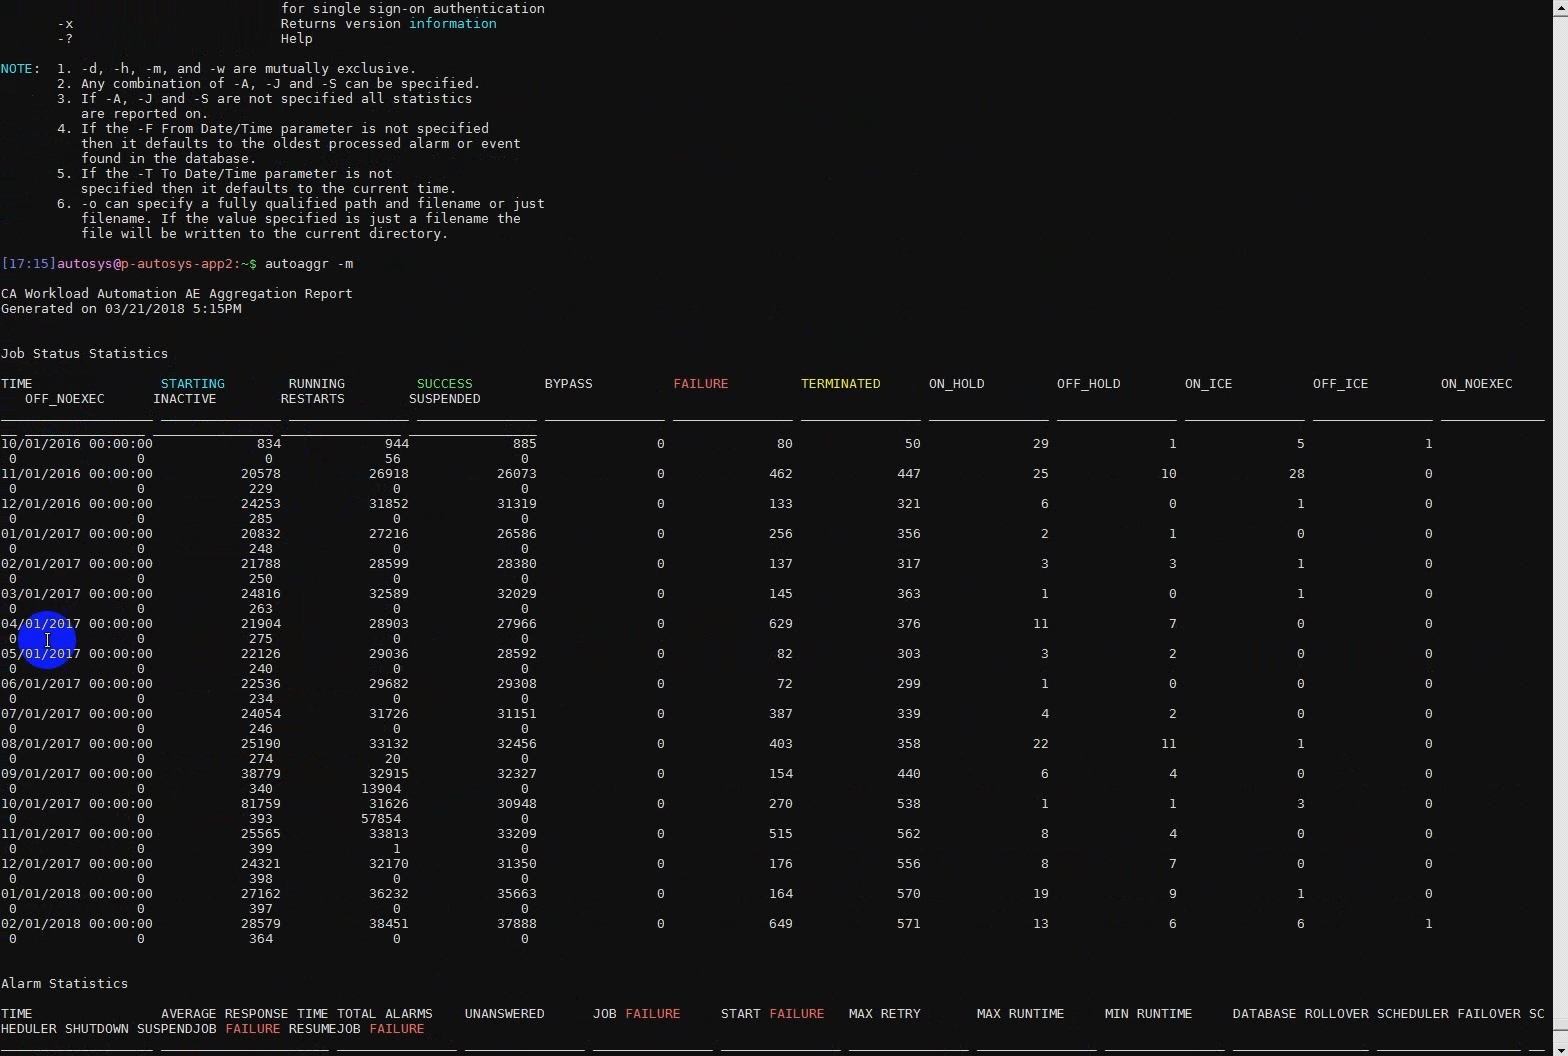 for single sign-on authentication
-x Returns version information
-? Help
NOTE: 1. -d, -h, -m, and -w are mutually exclusive.
2. Any combination of -A, -J and -S can be specified.
3. If -A, -J and -S are not specified all statistics
are reported on.
4. If the -F From Date/Time parameter is not specified
then it defaults to the oldest processed alarm or event
found in the database.
5. If the -T To Date/Time parameter is not
specified then it defaults to the current time.
6. -o can specify a fully qualified path and filename or just
filename. If the value specified is just a filename the
file will be written to the current directory.
[17:15]autosys@p-autosys-app2:~$ autoaggr -m
CA Workload Automation AE Aggregation Report
Generated on 03/21/2018 5:15PM
Job Status Statistics
TIME STARTING RUNNING SUCCESS BYPASS FAILURE TERMINATED ON_HOLD OFF_HOLD ON_ICE OFF_ICE ON_NOEXEC
OFF_NOEXEC INACTIVE RESTARTS SUSPENDED
10/01/2016 00:00:00 834 944 885 0 80 50 29 1 5 1
0 0 0 56 0
11/01/2016 00:00:00 20578 26918 26073 0 462 447 25 10 28 0
0 0 229 0 0
12/01/2016 00:00:00 24253 31852 31319 0 133 321 6 0 1 0
0 0 285 0 0
01/01/2017 00:00:00 20832 27216 26586 0 256 356 2 1 0 0
0 0 248 0 0
02/01/2017 00:00:00 21788 28599 28380 0 137 317 3 3 1 0
0 0 250 0 0
03/01/2017 00:00:00 24816 32589 32029 0 145 363 1 0 1 0
0 0 263 0 0
04/01/2017 00:00:00 21904 28903 27966 0 629 376 11 7 0 0
0 0 275 0 0
05/01/2017 00:00:00 22126 29036 28592 0 82 303 3 2 0 0
0 0 240 0 0
06/01/2017 00:00:00 22536 29682 29308 0 72 299 1 0 0 0
0 0 234 0 0
07/01/2017 00:00:00 24054 31726 31151 0 387 339 4 2 0 0
0 0 246 0 0
08/01/2017 00:00:00 25190 33132 32456 0 403 358 22 11 1 0
0 0 274 20 0
09/01/2017 00:00:00 38779 32915 32327 0 154 440 6 4 0 0
0 0 340 13904 0
10/01/2017 00:00:00 81759 31626 30948 0 270 538 1 1 3 0
0 0 393 57854 0
11/01/2017 00:00:00 25565 33813 33209 0 515 562 8 4 0 0
0 0 399 1 0
12/01/2017 00:00:00 24321 32170 31350 0 176 556 8 7 0 0
0 0 398 0 0
01/01/2018 00:00:00 27162 36232 35663 0 164 570 19 9 1 0
0 0 397 0 0
02/01/2018 00:00:00 28579 38451 37888 0 649 571 13 6 6 1
0 0 364 0 0
Alarm Statistics
TIME AVERAGE RESPONSE TIME TOTAL ALARMS UNANSWERED JOB FAILURE START FAILURE MAX RETRY MAX RUNTIME MIN RUNTIME DATABASE ROLLOVER SCHEDULER FAILOVER SC
HEDULER SHUTDOWN SUSPENDJOB FAILURE RESUMEJOB FAILURE